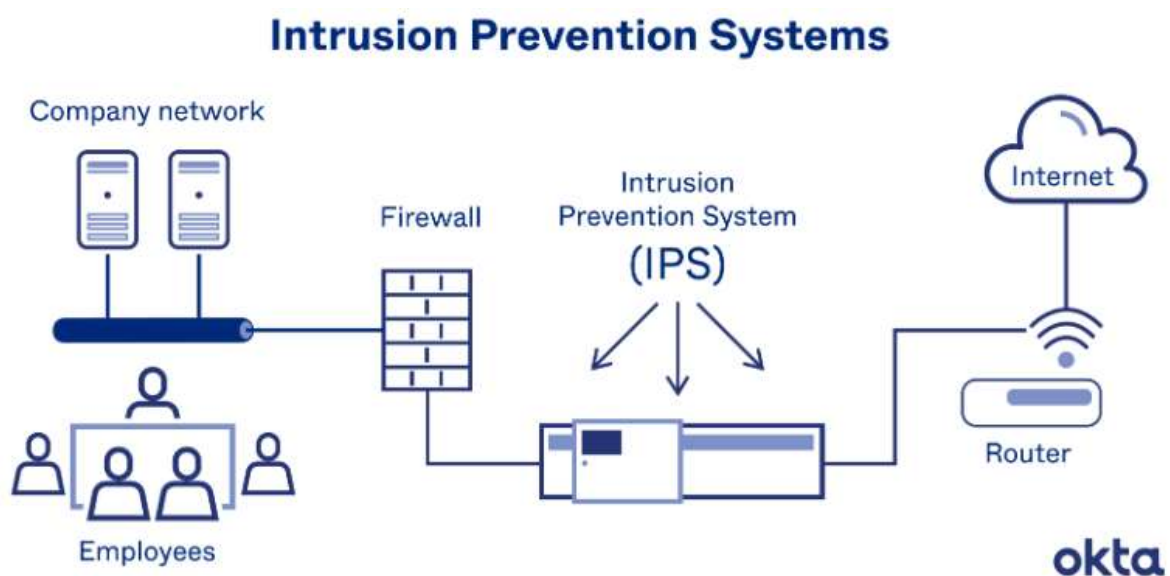 Intrusion Prevention Systems
Company network
Firewall
Intrusion
Prevention System
(IPS)
Internet
Router
Employees
okta